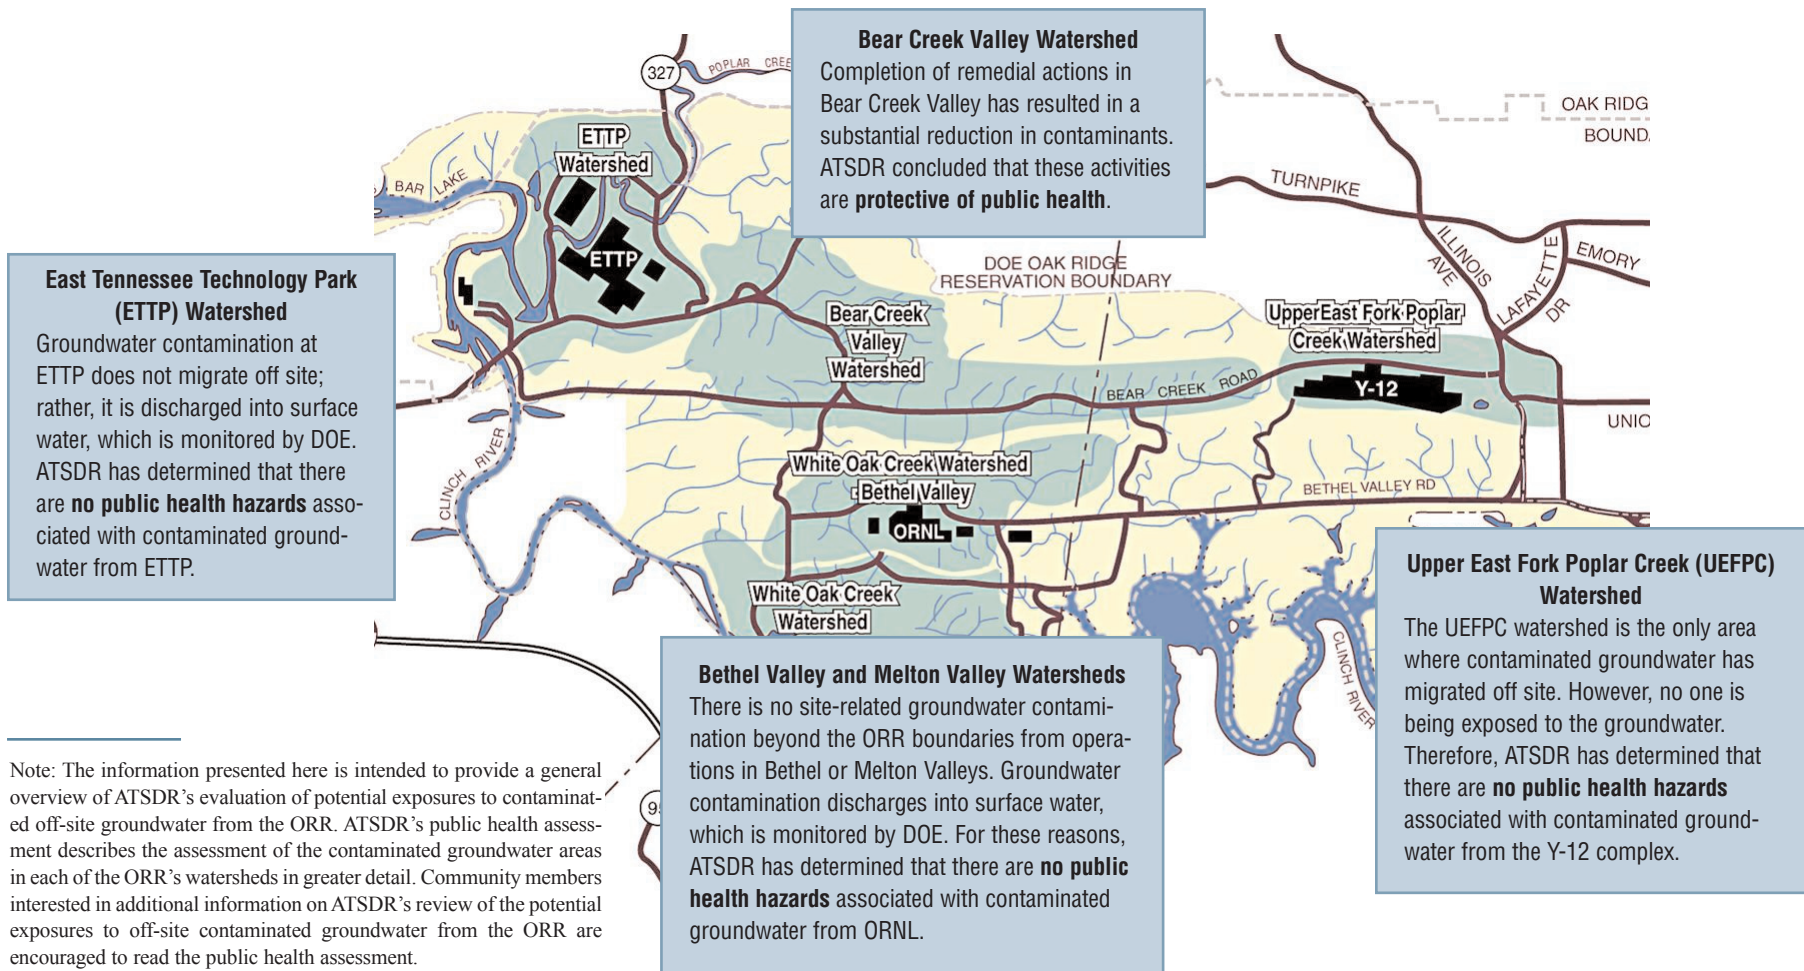 Bear Creek Valley Watershed
Completion of remedial actions in
Bear Creek Valley has resulted in a
substantial reduction in contaminants.
ATSDR concluded that these activities
are protective of public health.
327
POPLAR CREE
OAK RIDG
BOUND
ETTP
Watershed
BAR LAKE
TURNPIKE
ILLINOIS
AVE
LAFAYETTE
DR
EMORY
ETTP
DOE OAK RIDGE
RESERVATION BOUNDARY
East Tennessee Technology Park
(ETTP) Watershed
Groundwater contamination at
ETTP does not migrate off site;
rather, it is discharged into surface
water, which is monitored by DOE.
ATSDR has determined that there
are no public health hazards asso-
ciated with contaminated ground-
water from ETTP.
Bear Creek
Valley
Watershed
Upper East Fork Poplar
Creek Watershed
BEAR CREEK ROAD
Y-12
UNIO
CLINCH RIVER
White Oak Creek Watershed
Bethel Valley
BETHEL VALLEY RD
ORNL
White Oak Creek
Watershed
CLINCH RIVER
Upper East Fork Poplar Creek (UEFPC)
Watershed
The UEFPC watershed is the only area
where contaminated groundwater has
migrated off site. However, no one is
being exposed to the groundwater.
Therefore, ATSDR has determined that
there are no public health hazards
associated with contaminated ground-
water from the Y-12 complex.
Bethel Valley and Melton Valley Watersheds
There is no site-related groundwater contami-
nation beyond the ORR boundaries from opera-
tions in Bethel or Melton Valleys. Groundwater
contamination discharges into surface water,
which is monitored by DOE. For these reasons,
ATSDR has determined that there are no public
health hazards associated with contaminated
groundwater from ORNL.
95
Note: The information presented here is intended to provide a general
overview of ATSDR's evaluation of potential exposures to contaminat-
ed off-site groundwater from the ORR. ATSDR's public health assess-
ment describes the assessment of the contaminated groundwater areas
in each of the ORR's watersheds in greater detail. Community members
interested in additional information on ATSDR's review of the potential
exposures to off-site contaminated groundwater from the ORR are
encouraged to read the public health assessment.